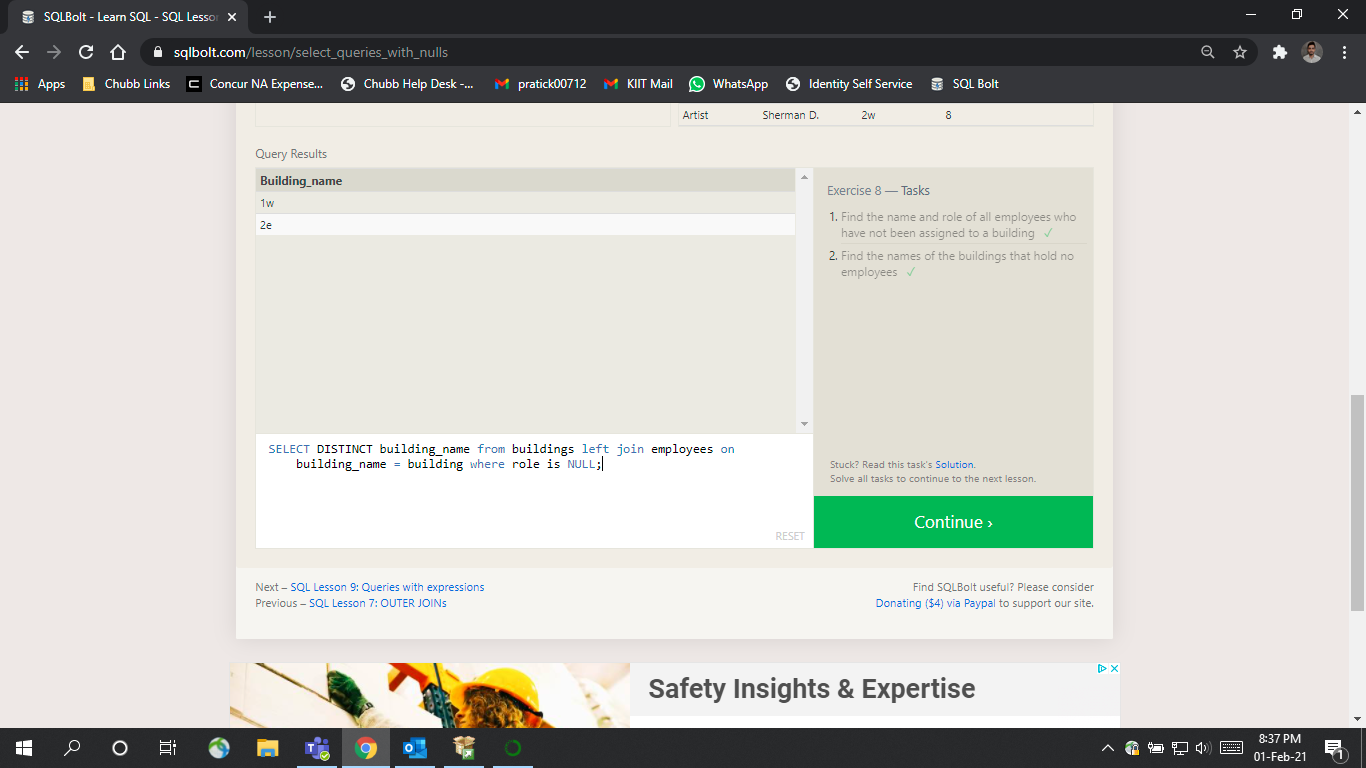 SQLBolt - Learn SQL - SQL Lesson
sqlbolt.com/lesson/select_queries_with_nulls
Apps Chubb Links Concur NA Expense... Chubb Help Desk -... pratick00712 KIIT Mail WhatsApp Identity Self Service SQL Bolt
Artist Sherman D. 2w 8
Query Results
Building_name
1w
2e
Exercise 8 — Tasks
1. Find the name and role of all employees who
have not been assigned to a building ✓
2. Find the names of the buildings that hold no
employees ✓
SELECT DISTINCT building_name from buildings left join employees on
building_name = building where role is NULL;
RESET
Stuck? Read this task's Solution.
Solve all tasks to continue to the next lesson.
Continue ›
Next – SQL Lesson 9: Queries with expressions
Previous – SQL Lesson 7: OUTER JOINs
Find SQLBolt useful? Please consider
Donating ($4) via Paypal to support our site.
Safety Insights & Expertise
8:37 PM
01-Feb-21
1